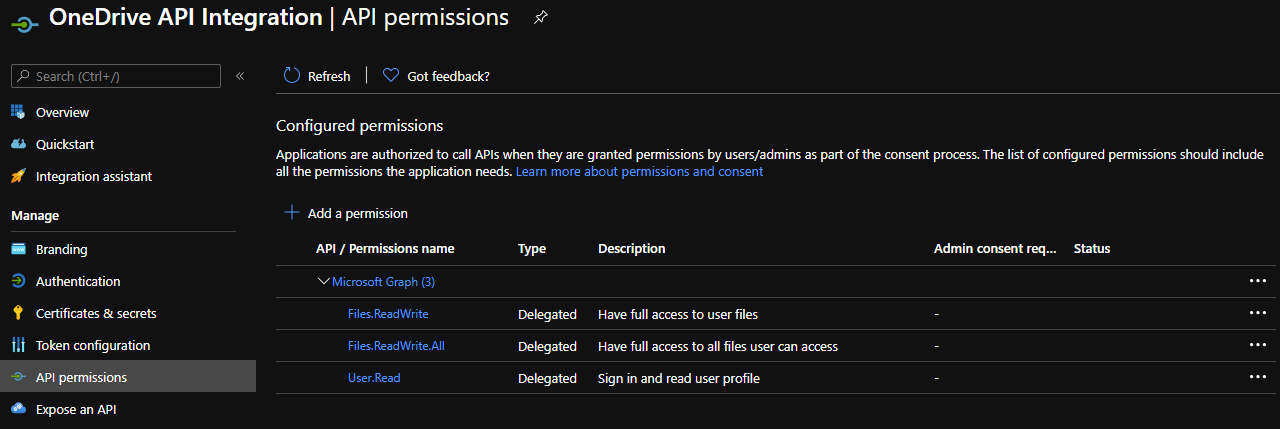 OneDrive API Integration | API permissions
Search (Ctrl+/)
«
Refresh
Got feedback?
Overview
Quickstart
Integration assistant
Manage
Branding
Authentication
Certificates & secrets
Token configuration
API permissions
Expose an API
Configured permissions
Applications are authorized to call APIs when they are granted permissions by users/admins as part of the consent process. The list of configured permissions should include
all the permissions the application needs. Learn more about permissions and consent
Add a permission
API / Permissions name Type Description Admin consent req... Status
Microsoft Graph (3) ...
Files.ReadWrite Delegated Have full access to user files - ...
Files.ReadWrite.All Delegated Have full access to all files user can access - ...
User.Read Delegated Sign in and read user profile - ...